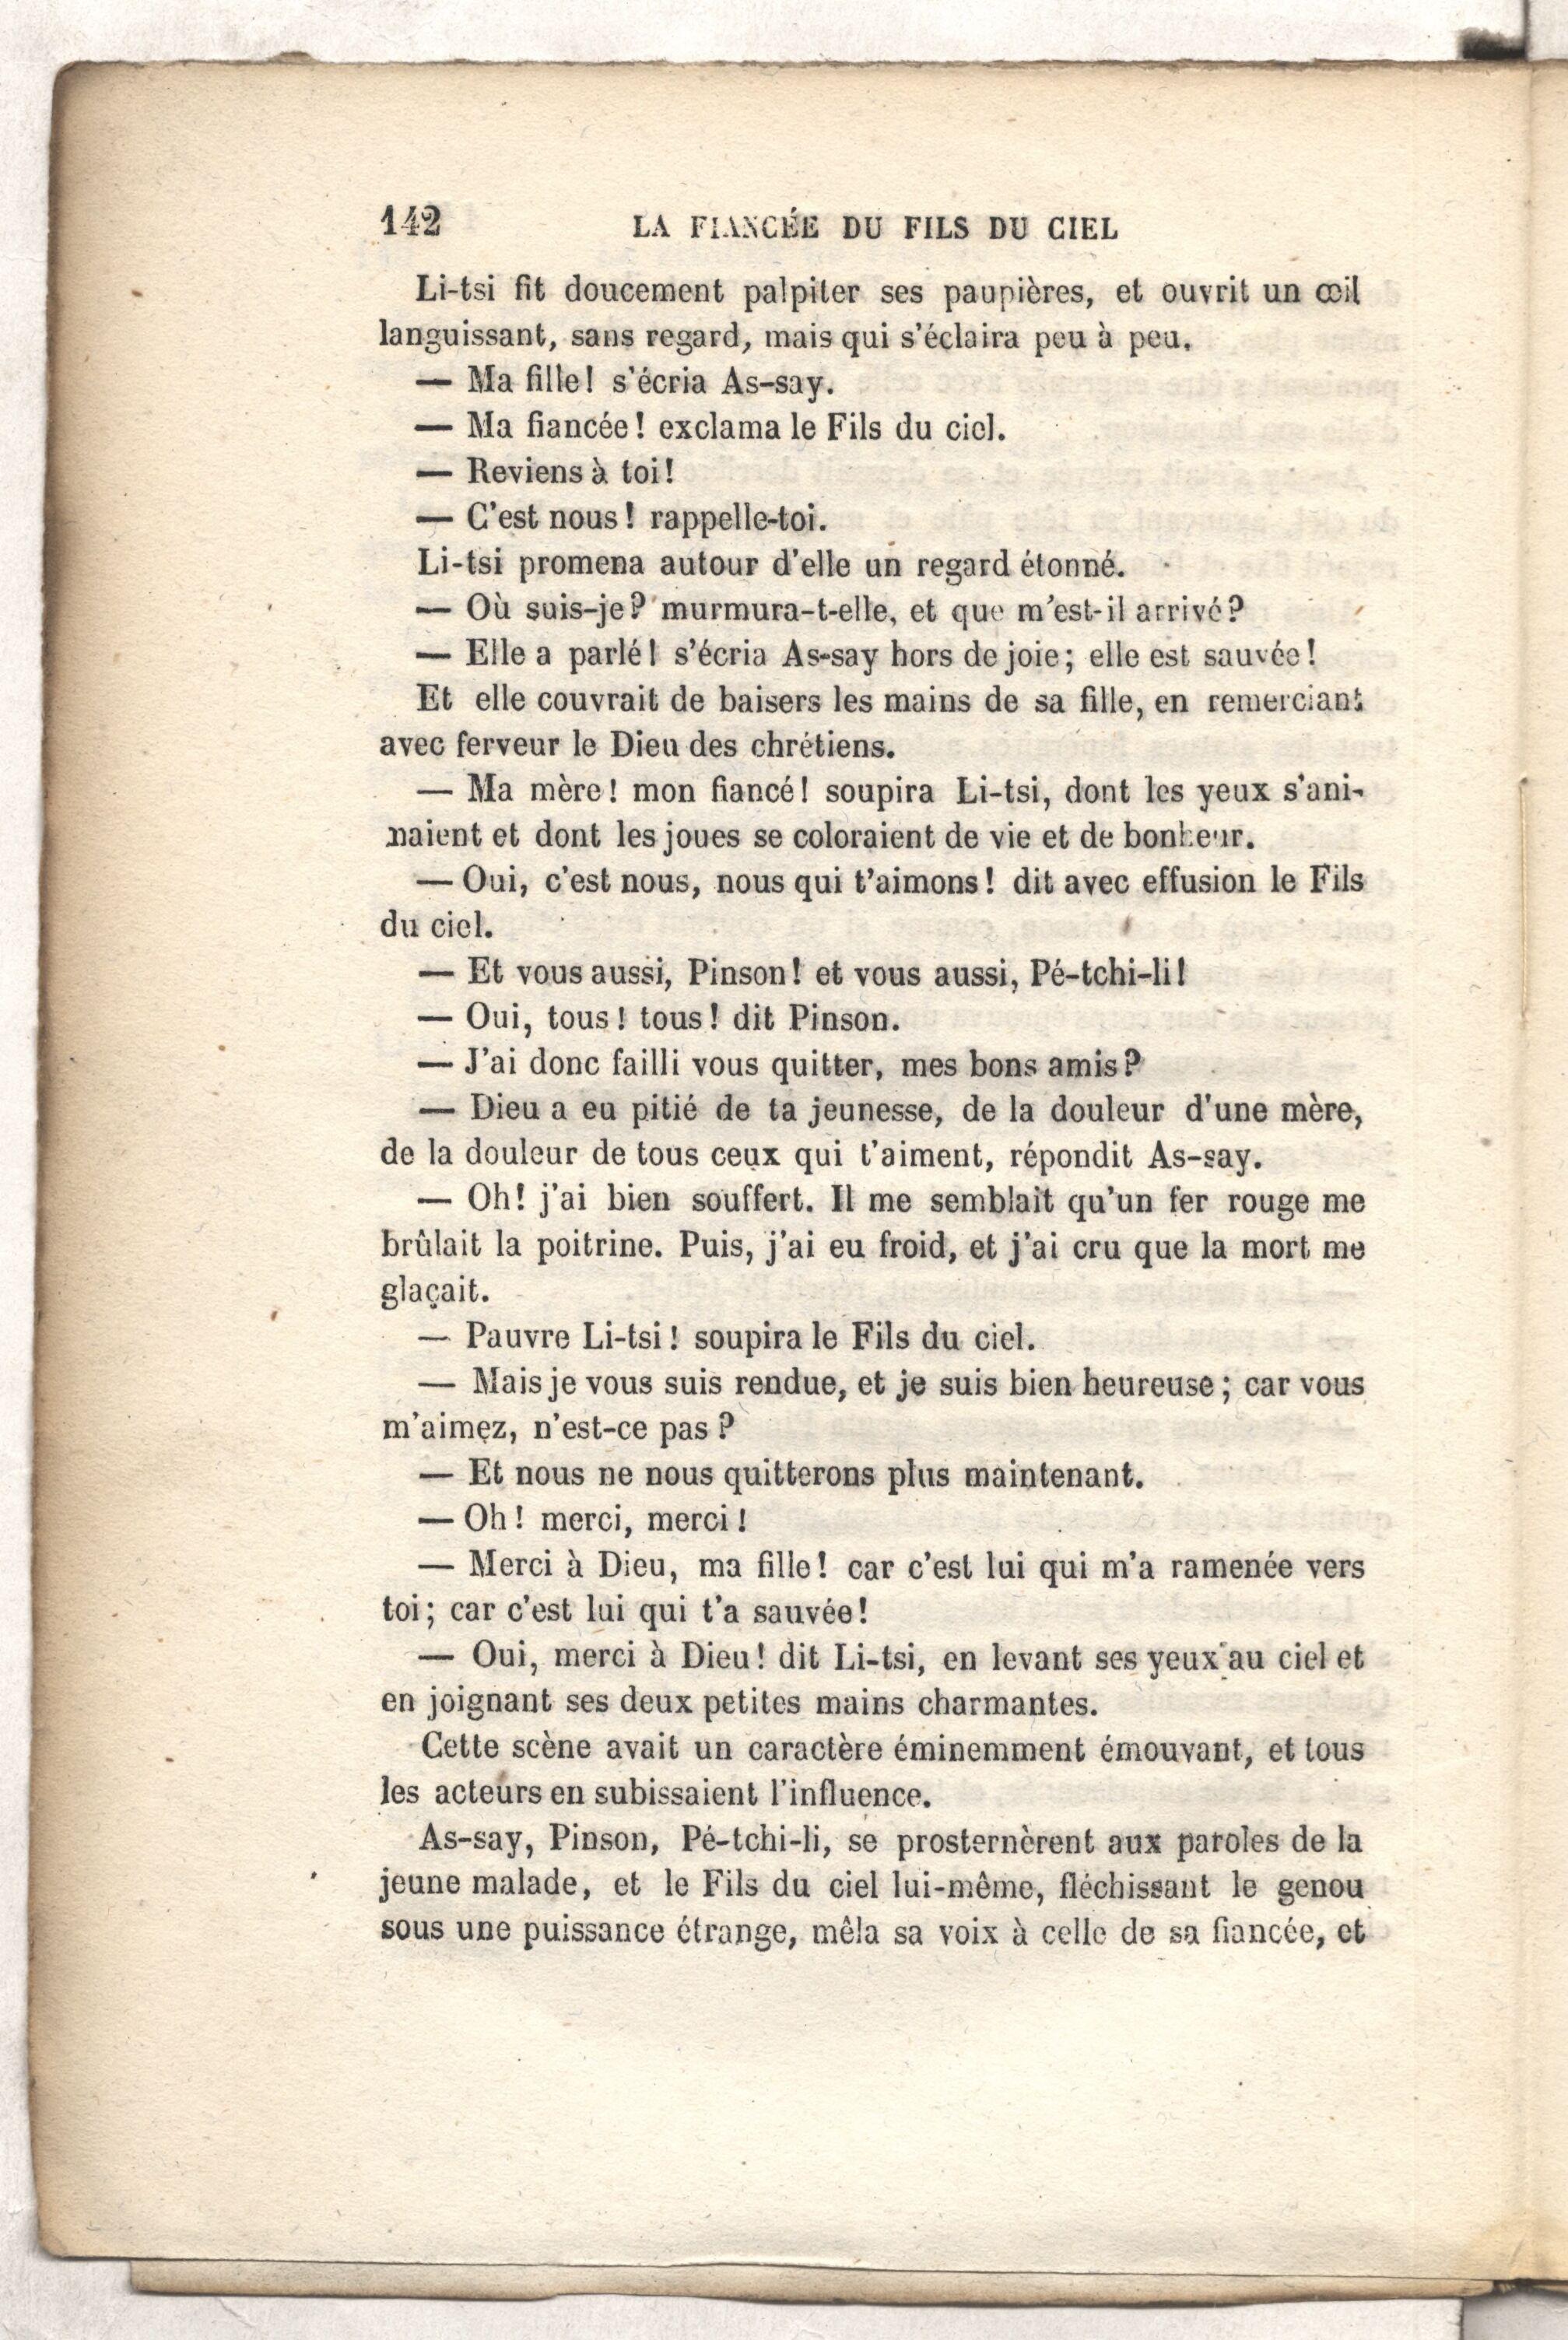 142 LA FIANCÉE DU FILS DU CIEL
Li-tsi fit doucement palpiter ses paupières, et ouvrit un œil
languissant, sans regard, mais qui s'éclaira peu à peu.
— Ma fille! s'écria As-say.
— Ma fiancée! exclama le Fils du ciel.
— Reviens à toi!
— C'est nous! rappelle-toi.
Li-tsi promena autour d'elle un regard étonné.
— Où suis-je? murmura-t-elle, et que m'est-il arrivé?
— Elle a parlé! s'écria As-say hors de joie; elle est sauvée!
Et elle couvrait de baisers les mains de sa fille, en remerciant
avec ferveur le Dieu des chrétiens.
— Ma mère! mon fiancé! soupira Li-tsi, dont les yeux s'ani-
maient et dont les joues se coloraient de vie et de bonheur.
— Oui, c'est nous, nous qui t'aimons! dit avec effusion le Fils
du ciel.
— Et vous aussi, Pinson! et vous aussi, Pé-tchi-li!
— Oui, tous! tous! dit Pinson.
— J'ai donc failli vous quitter, mes bons amis?
— Dieu a eu pitié de ta jeunesse, de la douleur d'une mère,
de la douleur de tous ceux qui t'aiment, répondit As-say.
— Oh! j'ai bien souffert. Il me semblait qu'un fer rouge me
brûlait la poitrine. Puis, j'ai eu froid, et j'ai cru que la mort me
glaçait.
— Pauvre Li-tsi! soupira le Fils du ciel.
— Mais je vous suis rendue, et je suis bien heureuse; car vous
m'aimez, n'est-ce pas?
— Et nous ne nous quitterons plus maintenant.
— Oh! merci, merci!
— Merci à Dieu, ma fille! car c'est lui qui m'a ramenée vers
toi; car c'est lui qui t'a sauvée!
— Oui, merci à Dieu! dit Li-tsi, en levant ses yeux au ciel et
en joignant ses deux petites mains charmantes.
Cette scène avait un caractère éminemment émouvant, et tous
les acteurs en subissaient l'influence.
As-say, Pinson, Pé-tchi-li, se prosternèrent aux paroles de la
jeune malade, et le Fils du ciel lui-même, fléchissant le genou
sous une puissance étrange, mêla sa voix à celle de sa fiancée, et